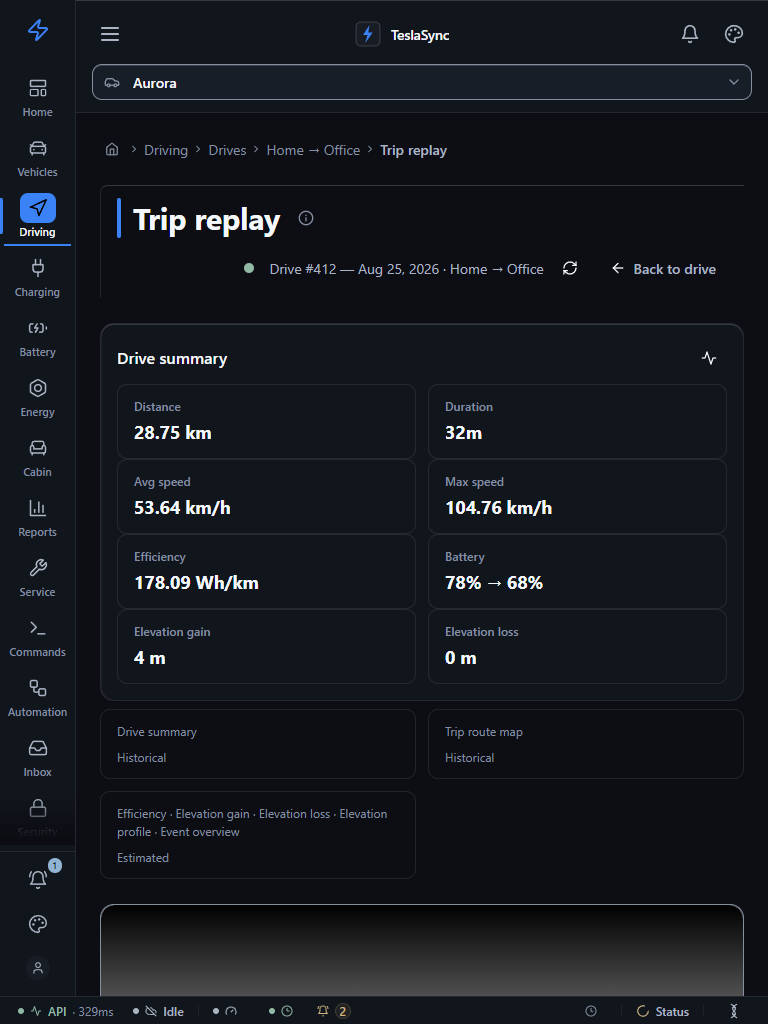 TeslaSync
Aurora
Home
Vehicles
Driving
Charging
Battery
Energy
Cabin
Reports
Service
Commands
Automation
Inbox
Security
1
Driving
Drives
Home → Office
Trip replay
Trip replay
Drive #412 — Aug 25, 2026 · Home → Office
Back to drive
Drive summary
Distance
28.75 km
Duration
32m
Avg speed
53.64 km/h
Max speed
104.76 km/h
Efficiency
178.09 Wh/km
Battery
78% → 68%
Elevation gain
4 m
Elevation loss
0 m
Drive summary
Historical
Trip route map
Historical
Efficiency · Elevation gain · Elevation loss · Elevation
profile · Event overview
Estimated
API · 329ms
Idle
2
Status